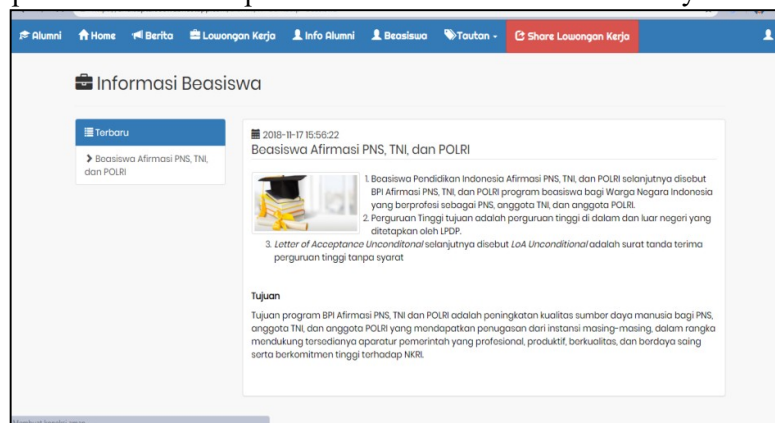 Alumni Home Berita Lowongan Kerja Info Alumni Beasiswa Tautan Share Lowongan Kerja
Informasi Beasiswa
Terbaru
Beasiswa Afirmasi PNS, TNI,
dan POLRI
2018-11-17 15:56:22
Beasiswa Afirmasi PNS, TNI, dan POLRI
1. Beasiswa Pendidikan Indonesia Afirmasi PNS, TNI, dan POLRI selanjutnya disebut
BPI Afirmasi PNS, TNI, dan POLRI program beasiswa bagi Warga Negara Indonesia
yang berprofesi sebagai PNS, anggota TNI, dan anggota POLRI.
2. Perguruan Tinggi tujuan adalah perguruan tinggi di dalam dan luar negeri yang
ditetapkan oleh LPDP.
3. Letter of Acceptance Unconditonal selanjutnya disebut LoA Unconditional adalah surat tanda terima
perguruan tinggi tanpa syarat
Tujuan
Tujuan program BPI Afirmasi PNS, TNI dan POLRI adalah peningkatan kualitas sumber daya manusia bagi PNS,
anggota TNI, dan anggota POLRI yang mendapatkan penugasan dari instansi masing-masing, dalam rangka
mendukung tersedianya aparatur pemerintah yang profesional, produktif, berkualitas, dan berdaya saing
serta berkomitmen tinggi terhadap NKRI.